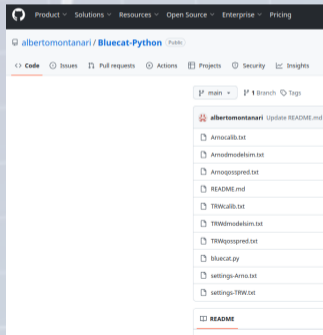 Product Solutions Resources Open Source Enterprise Pricing
albertomontanari / Bluecat-Python Public
Code Issues Pull requests Actions Projects Security Insights
main 1 Branch Tags
albertomontanari Update README.md
Arnocalib.txt
Arnodmodelsim.txt
Arnoqosspred.txt
README.md
TRWcalib.txt
TRWdmodelsim.txt
TRWqosspred.txt
bluecat.py
settings-Arno.txt
settings-TRW.txt
README